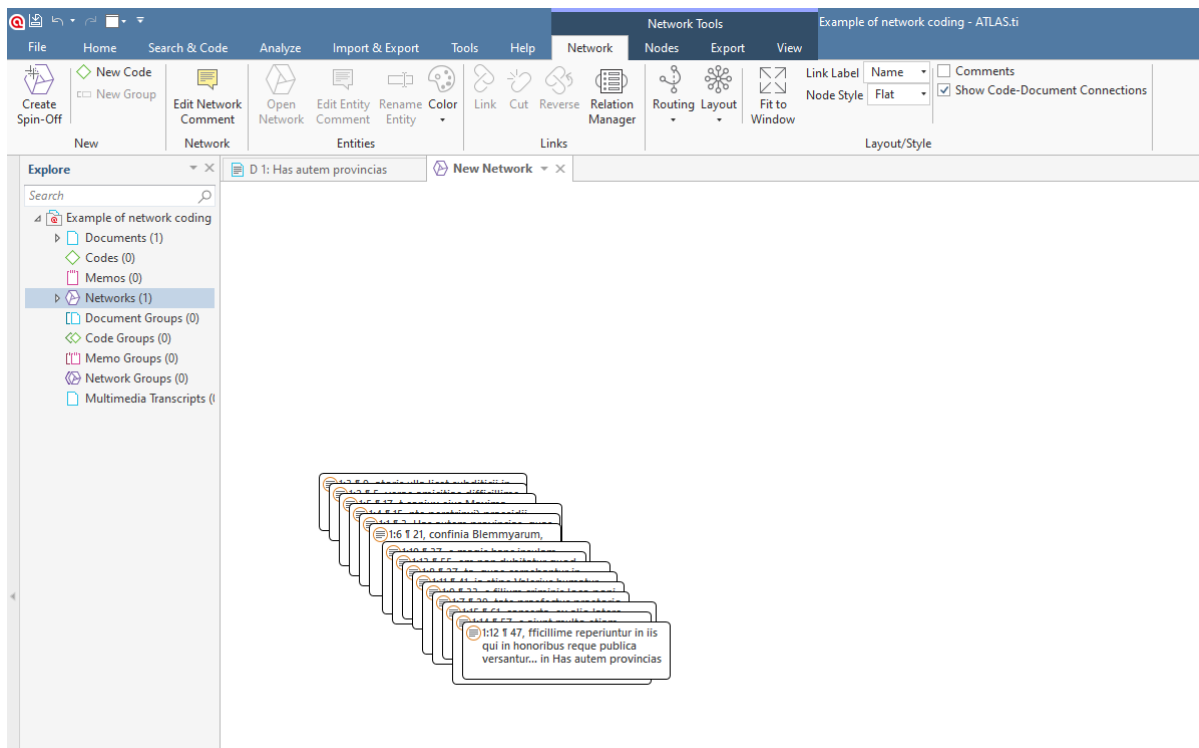 Network Tools
Example of network coding - ATLAS.ti
File Home Search & Code Analyze Import & Export Tools Help Network Nodes Export View
Create Spin-Off
New Code
New Group
New
Edit Network Comment
Network
Open Network
Edit Entity Comment
Rename Entity
Color
Entities
Link
Cut
Reverse
Relation Manager
Links
Routing
Layout
Fit to Window
Link Label Name
Node Style Flat
Comments
Show Code-Document Connections
Layout/Style
Explore
D 1: Has autem provincias
New Network
Search
Example of network coding
Documents (1)
Codes (0)
Memos (0)
Networks (1)
Document Groups (0)
Code Groups (0)
Memo Groups (0)
Network Groups (0)
Multimedia Transcripts (
1:6 ¶ 21, confinia Blemmyarum,
1:12 ¶ 47, fficillime reperiuntur in iis
qui in honoribus reque publica
versantur... in Has autem provincias